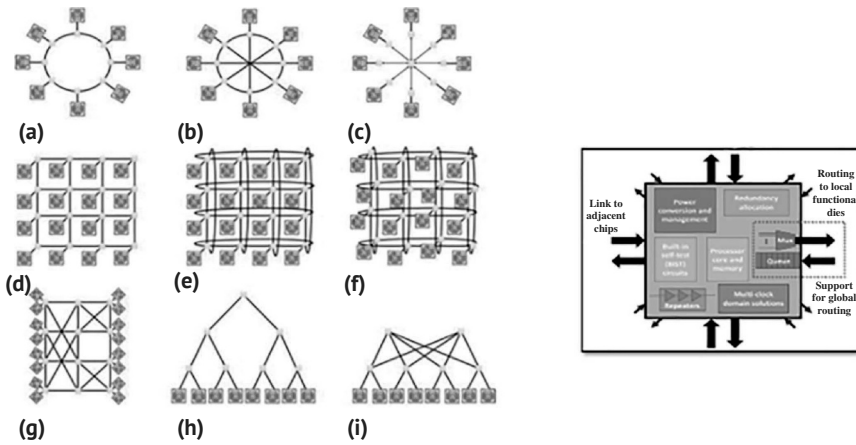 (a)
(b)
(c)
(d)
(e)
(f)
(g)
(h)
(i)
Link to
adjacent
chips
Routing
to local
functional
dies
Support
for global
routing
Power
conversion and
management
Redundancy
allocation
Built-in
self-test
(BIST)
circuits
Processor
core and
memory
Mux
Queue
Repeaters
Multi-clock
domain solutions